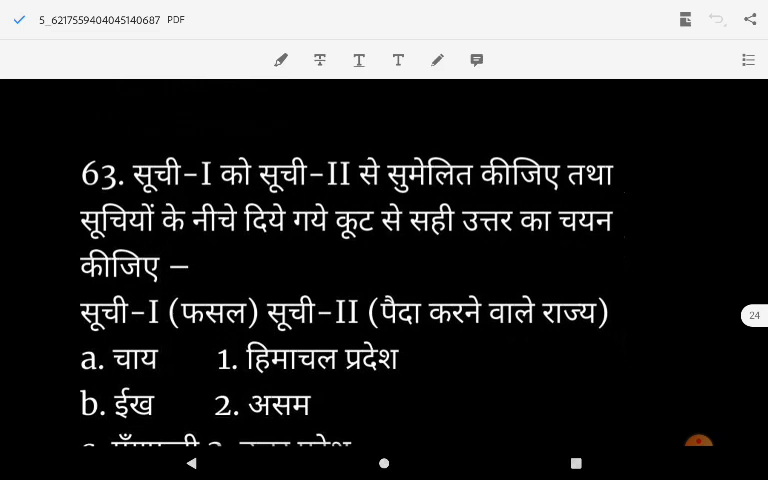 5_6217559404045140687 PDF
63. सूची-I को सूची-II से सुमेलित कीजिए तथा
सूचियों के नीचे दिये गये कूट से सही उत्तर का चयन
कीजिए –
सूची-I (फसल) सूची-II (पैदा करने वाले राज्य)
24
a. चाय 1. हिमाचल प्रदेश
b. ईख 2. असम